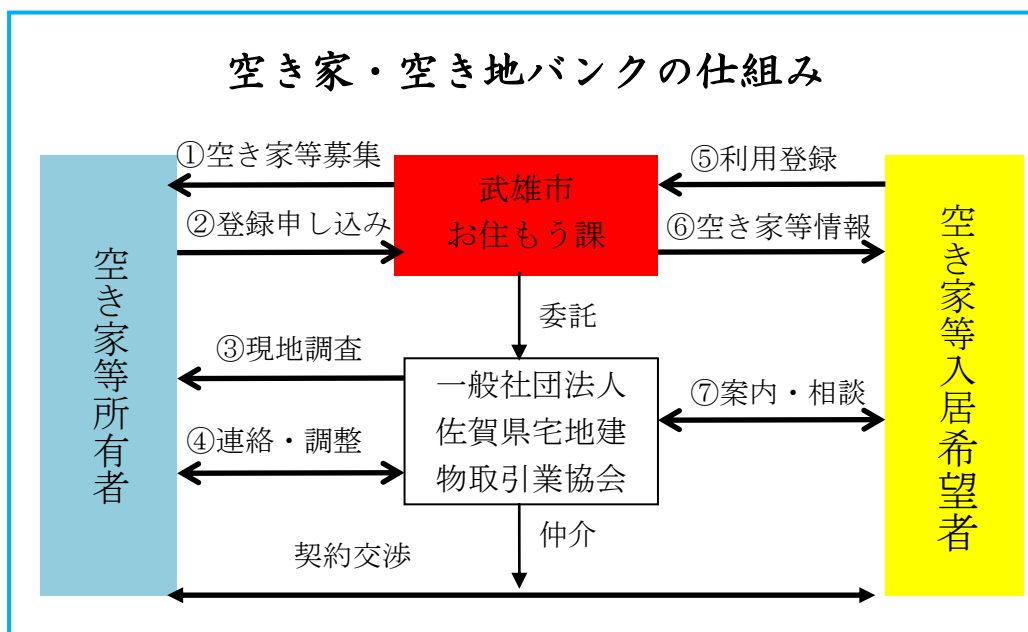 空き家・空き地バンクの仕組み
①空き家等募集
⑤利用登録
武雄市
お住もう課
②登録申し込み
⑥空き家等情報
空き家等所有者
空き家等入居希望者
委託
③現地調査
一般社団法人
佐賀県宅地建
物取引業協会
⑦案内・相談
④連絡・調整
仲介
契約交渉